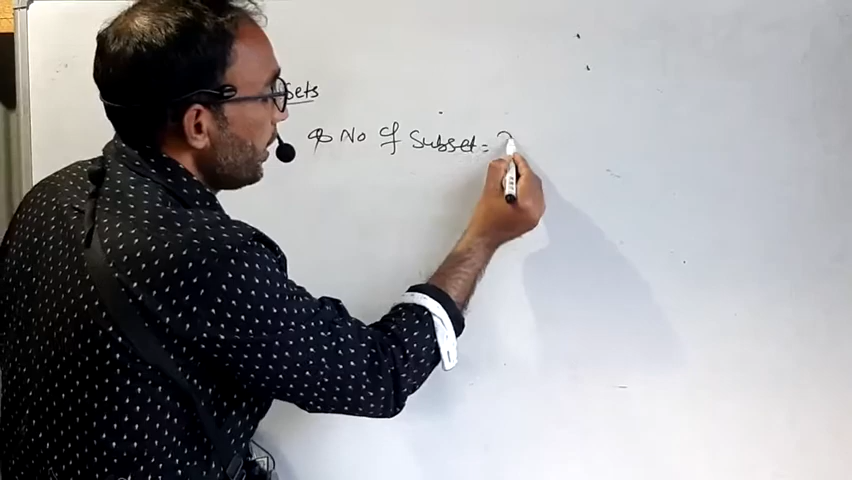 Sets
No of Subset =